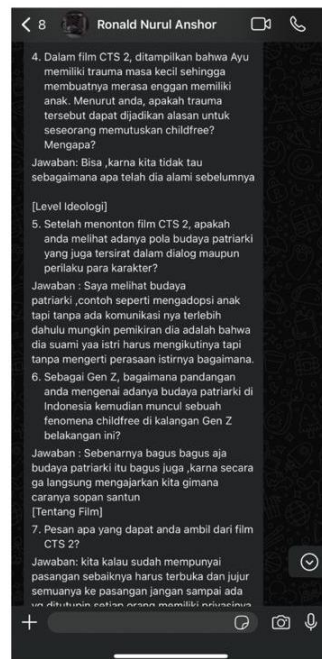 8 Ronald Nurul Anshor
4. Dalam film CTS 2, ditampilkan bahwa Ayu
memiliki trauma masa kecil sehingga
membuatnya merasa enggan memiliki
anak. Menurut anda, apakah trauma
tersebut dapat dijadikan alasan untuk
seseorang memutuskan childfree?
Mengapa?
Jawaban: Bisa ,karna kita tidak tau
sebagaimana apa telah dia alami sebelumnya
[Level Ideologi]
5. Setelah menonton film CTS 2, apakah
anda melihat adanya pola budaya patriarki
yang juga tersirat dalam dialog maupun
perilaku para karakter?
Jawaban : Saya melihat budaya
patriarki ,contoh seperti mengadopsi anak
tapi tanpa ada komunikasi nya terlebih
dahulu mungkin pemikiran dia adalah bahwa
dia suami yaa istri harus mengikutinya tapi
tanpa mengerti perasaan istirnya bagaimana.
6. Sebagai Gen Z, bagaimana pandangan
anda mengenai adanya budaya patriarki di
Indonesia kemudian muncul sebuah
fenomena childfree di kalangan Gen Z
belakangan ini?
Jawaban : Sebenarnya bagus bagus aja
budaya patriarki itu bagus juga ,karna secara
ga langsung mengajarkan kita gimana
caranya sopan santun
[Tentang Film]
7. Pesan apa yang dapat anda ambil dari film
CTS 2?
Jawaban: kita kalau sudah mempunyai
pasangan sebaiknya harus terbuka dan jujur
semuanya ke pasangan jangan sampai ada
yg ditutupin setiap orang memiliki privasinya